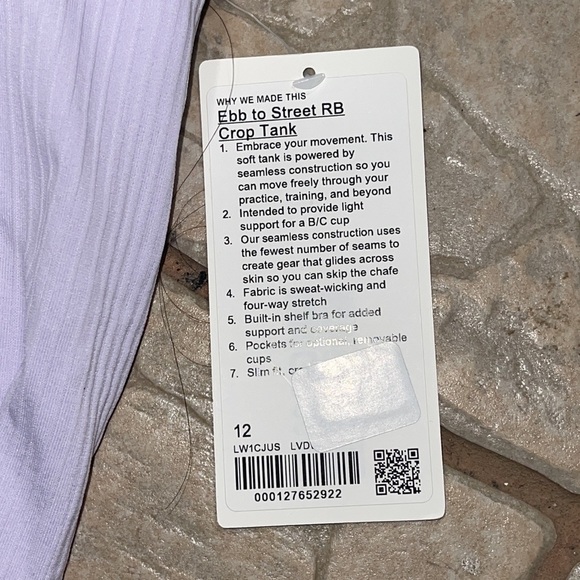 WHY WE MADE THIS
Ebb to Street RB
Crop Tank
1. Embrace your movement. This
soft tank is powered by
seamless construction so you
can move freely through your
practice, training, and beyond
2. Intended to provide light
support for a B/C cup
3. Our seamless construction uses
the fewest number of seams to
create gear that glides across
skin so you can skip the chafe
4. Fabric is sweat-wicking and
four-way stretch
5. Built-in shelf bra for added
support and coverage
6. Pockets for optional, removable
cups
7. Slim fit,
12
LW1CJUS
000127652922